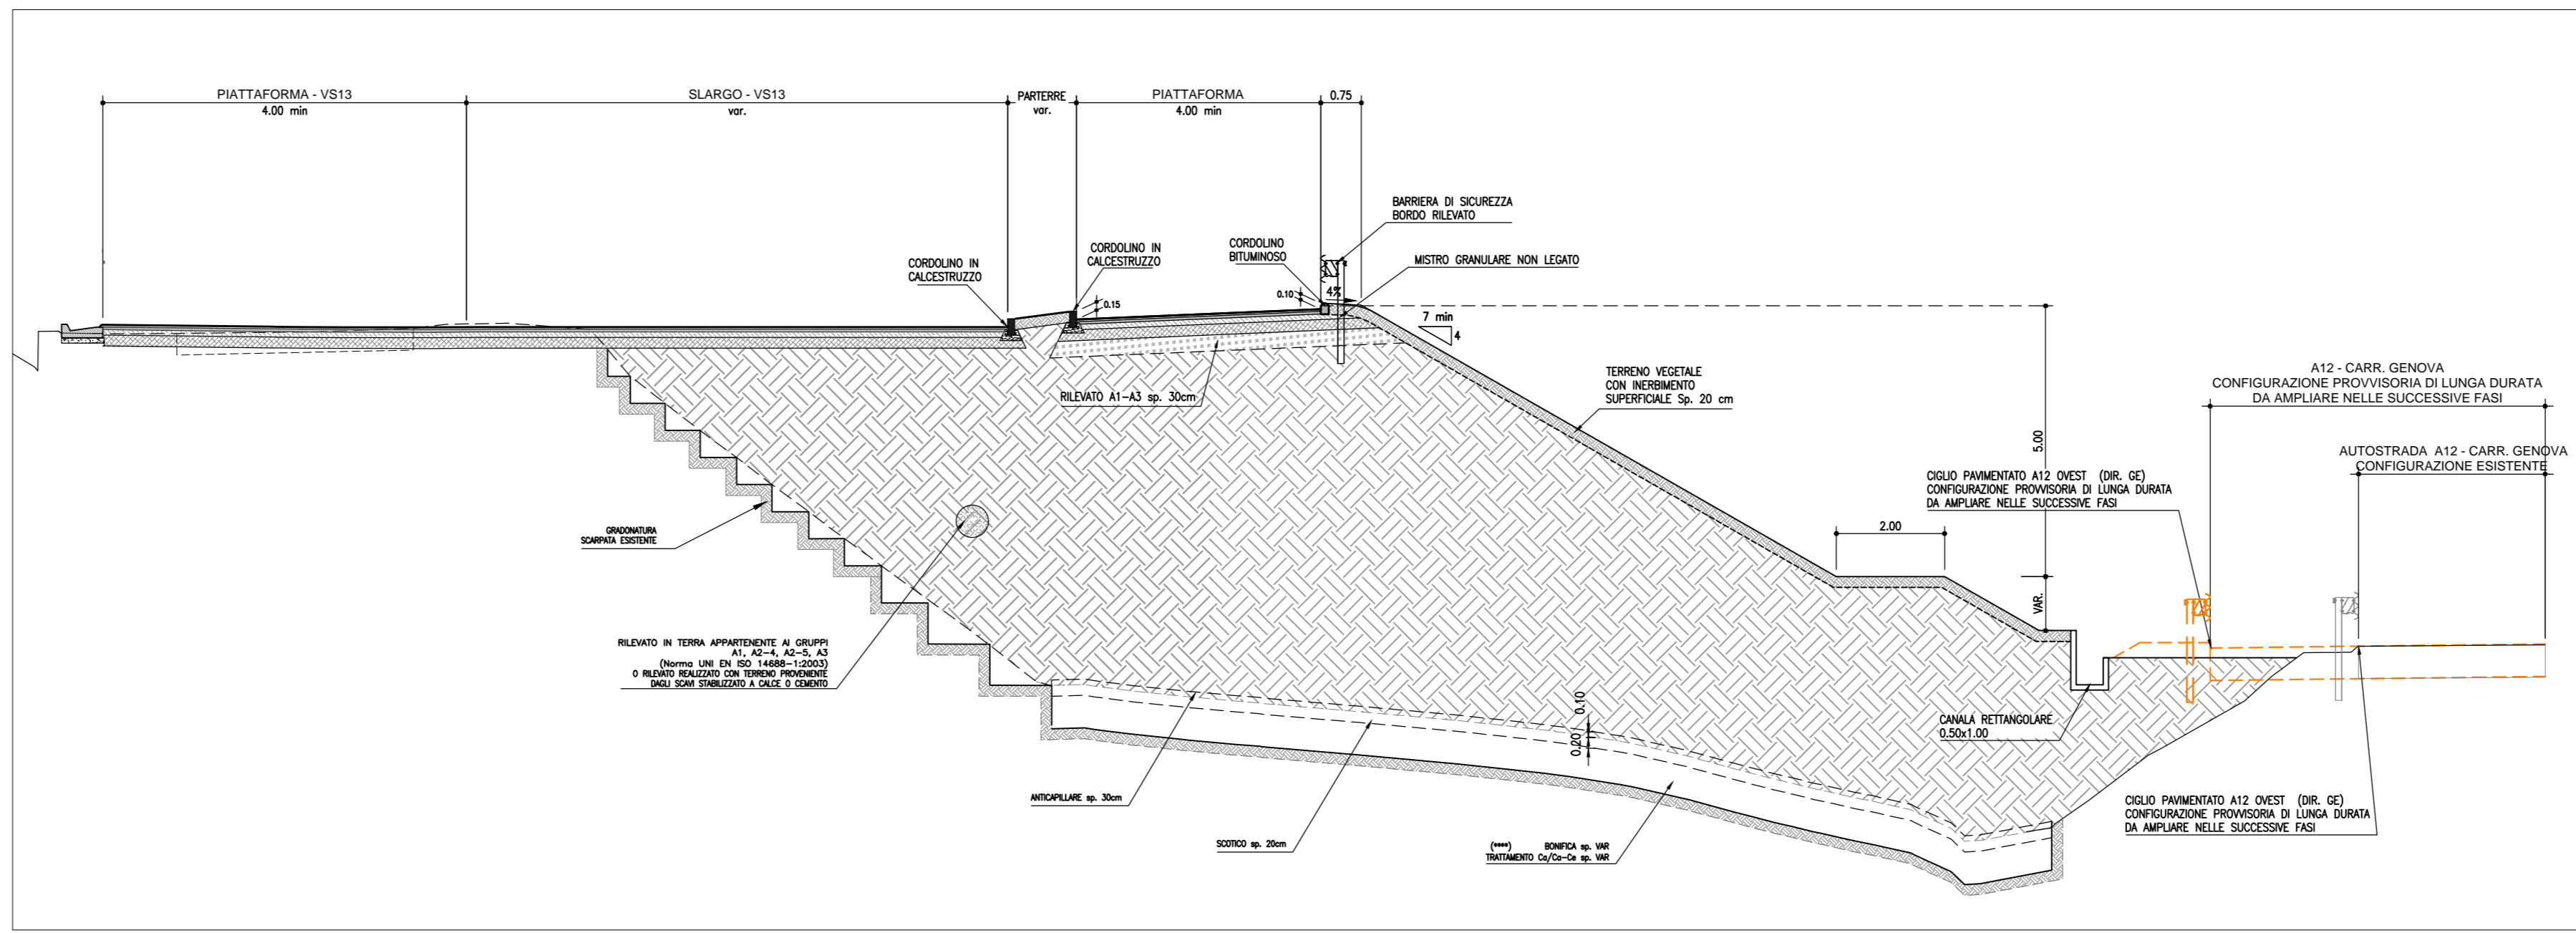 PIATTAFORMA - VS13
4.00 min
SLARGO - VS13
var.
PARTERRE
var.
PIATTAFORMA
4.00 min
0.75
BARRIERA DI SICUREZZA
BORDO RILEVATO
CORDOLINO IN
CALCESTRUZZO
CORDOLINO IN
CALCESTRUZZO
CORDOLINO
BITUMINOSO
MISTRO GRANULARE NON LEGATO
0.15
0.10
4%
7 min
4
RILEVATO A1-A3 sp. 30cm
TERRENO VEGETALE
CON INERBIMENTO
SUPERFICIALE Sp. 20 cm
5.00
VAR.
2.00
A12 - CARR. GENOVA
CONFIGURAZIONE PROVVISORIA DI LUNGA DURATA
DA AMPLIARE NELLE SUCCESSIVE FASI
AUTOSTRADA A12 - CARR. GENOVA
CONFIGURAZIONE ESISTENTE
CIGLIO PAVIMENTATO A12 OVEST (DIR. GE)
CONFIGURAZIONE PROVVISORIA DI LUNGA DURATA
DA AMPLIARE NELLE SUCCESSIVE FASI
GRADONATURA
SCARPATA ESISTENTE
RILEVATO IN TERRA APPARTENENTE AI GRUPPI
A1, A2-4, A2-5, A3
(Norma UNI EN ISO 14688-1:2003)
O RILEVATO REALIZZATO CON TERRENO PROVENIENTE
DAGLI SCAVI STABILIZZATO A CALCE O CEMENTO
0.10
0.20
CANALA RETTANGOLARE
0.50x1.00
ANTICAPILLARE sp. 30cm
SCOTICO sp. 20cm
(****) BONIFICA sp. VAR
TRATTAMENTO Ca/Ca-Ce sp. VAR
CIGLIO PAVIMENTATO A12 OVEST (DIR. GE)
CONFIGURAZIONE PROVVISORIA DI LUNGA DURATA
DA AMPLIARE NELLE SUCCESSIVE FASI